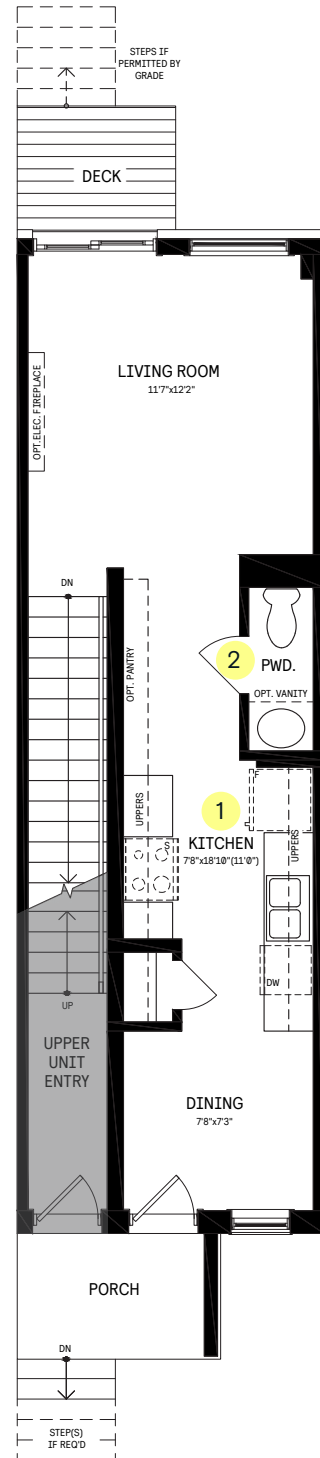 STEPS IF
PERMITTED BY
GRADE
DECK
LIVING ROOM
11'7"x12'2"
OPT.ELEC. FIREPLACE
DN
OPT. PANTRY
2
PWD.
OPT. VANITY
F
1
UPPERS
KITCHEN
7'8"x18'10"(11'0")
UPPERS
S
DW
UP
UPPER
UNIT
ENTRY
DINING
7'8"x7'3"
PORCH
DN
STEP(S)
IF REQ'D